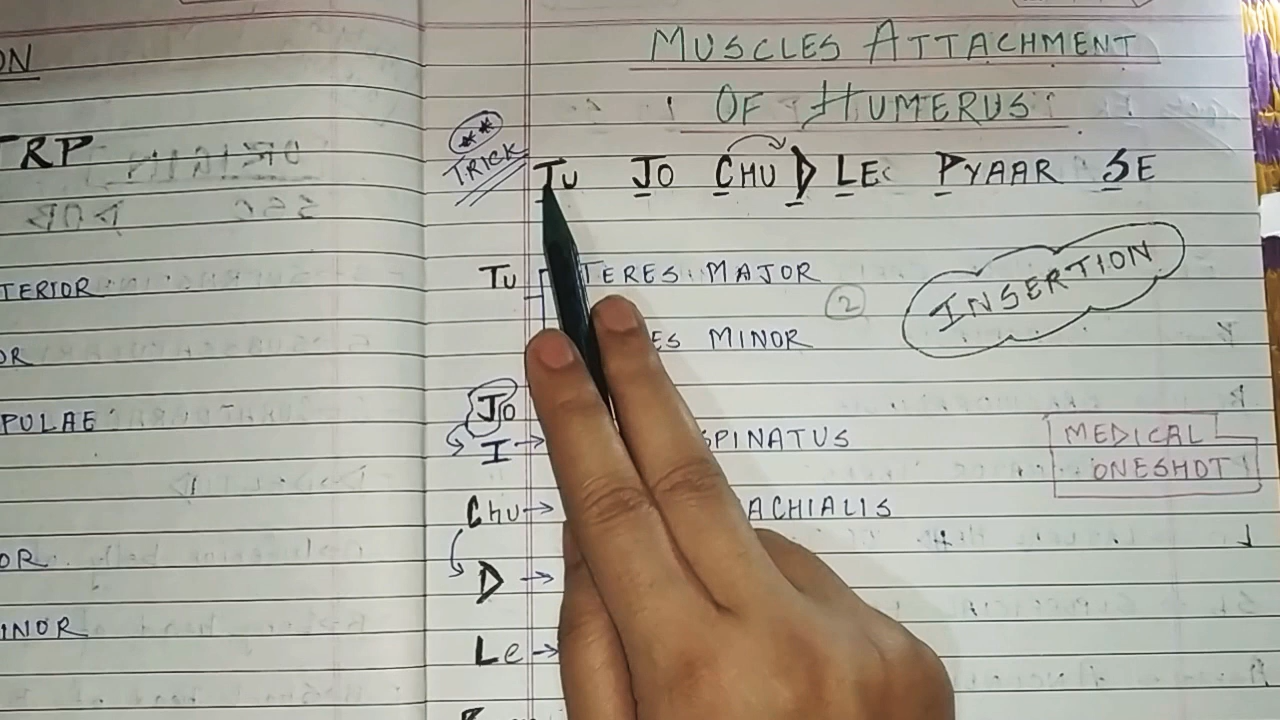 ON
TRP
TERIOR
OR
PULAE
OR
INOR
MUSCLES ATTACHMENT
OF HUMERUS
**
TRICK
TU JO CHU D LE PYAAR SE
INSERTION
TU TERES MAJOR
2
ES MINOR
JO
I → SPINATUS
Chu → ACHIALIS
D →
Le →
MEDICAL
ONESHOT